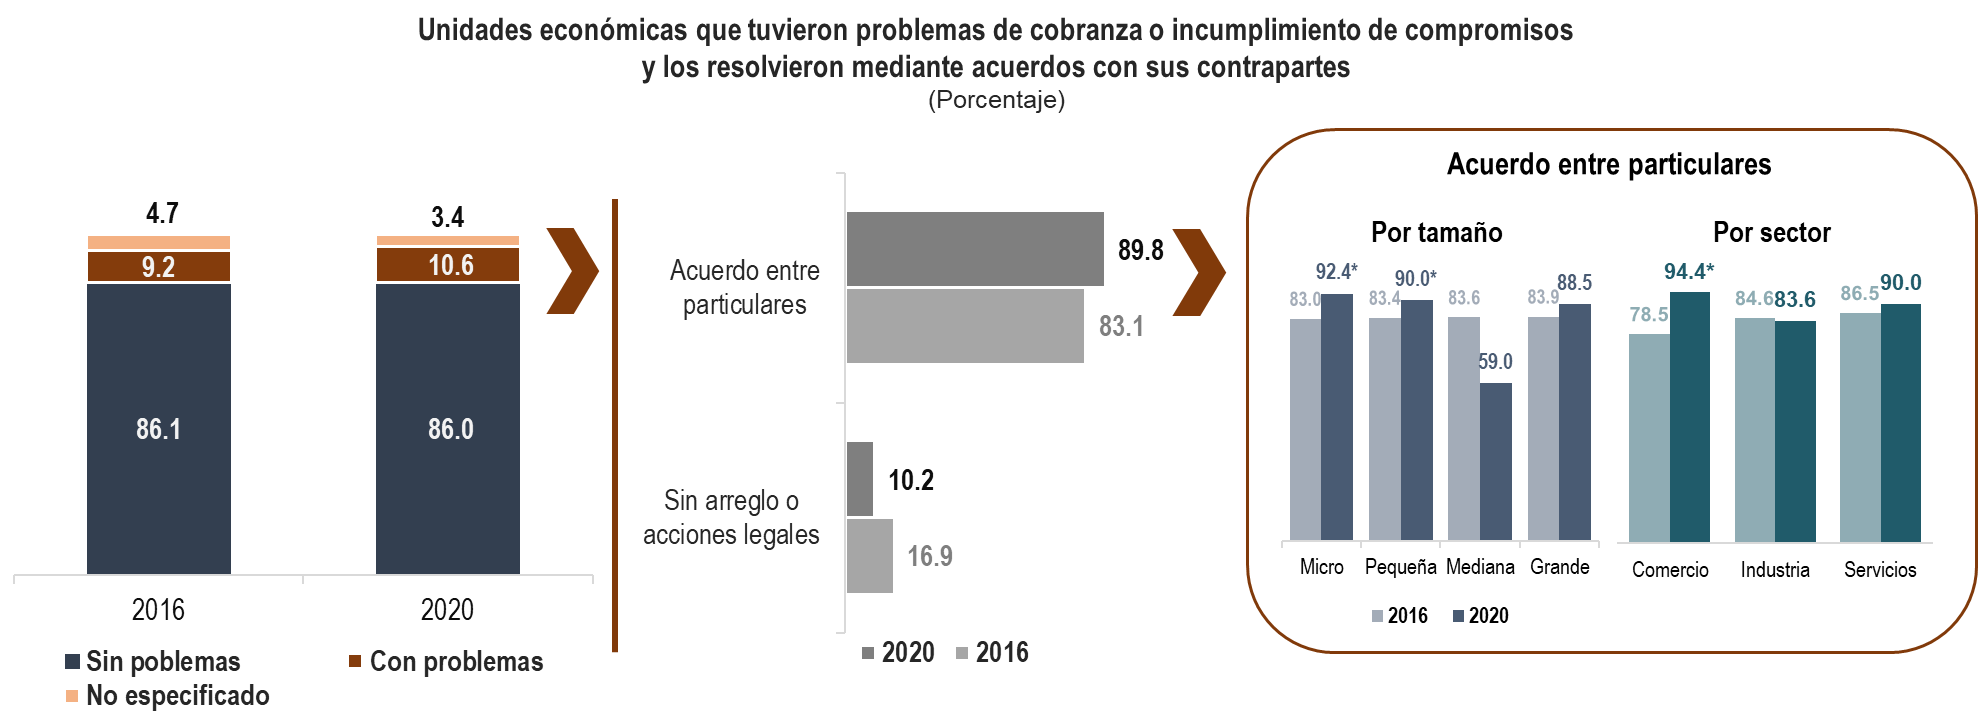 Unidades económicas que tuvieron problemas de cobranza o incumplimiento de compromisos
y los resolvieron mediante acuerdos con sus contrapartes
(Porcentaje)
4.7
9.2
86.1
3.4
10.6
86.0
2016
2020
Sin poblemas
Con problemas
No especificado
Acuerdo entre
particulares
89.8
83.1
Sin arreglo o
acciones legales
10.2
16.9
2020
2016
Acuerdo entre particulares
Por tamaño
83.0
92.4*
83.4
90.0*
83.6
59.0
83.9
88.5
Micro
Pequeña
Mediana
Grande
2016
2020
Por sector
78.5
94.4*
84.6
83.6
86.5
90.0
Comercio
Industria
Servicios